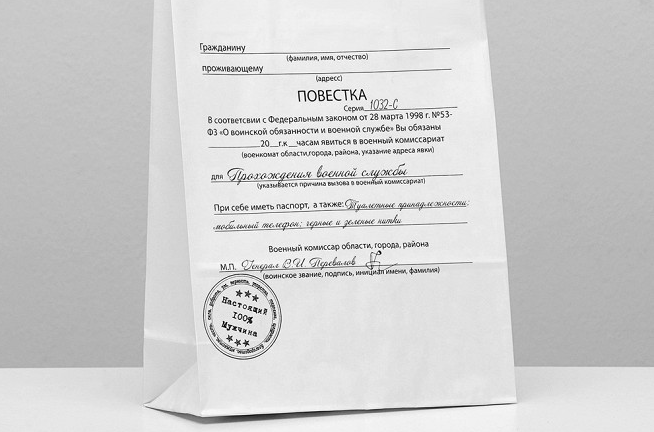 Гражданину
(фамилия, имя, отчество)
проживающему
(адрес)
ПОВЕСТКА
Серия 1032-С
В соответсвии с Федеральным законом от 28 марта 1998 г. №53-
ФЗ «О воинской обязанности и военной службе» Вы обязаны
20__г.к__часам явиться в военный комиссариат
(военкомат области,города, района, указание адреса явки)
для Прохождения военной службы
(указывается причина вызова в военный комиссариат)
При себе иметь паспорт, а также: Туалетные принадлежности;
мобильный телефон; черные и зеленые нитки
Военный комиссар области, города, района
М.П. Генерал В.И. Перевалов
(воинское звание, подпись, инициал имени, фамилия)
Настоящий
100%
Мужчина